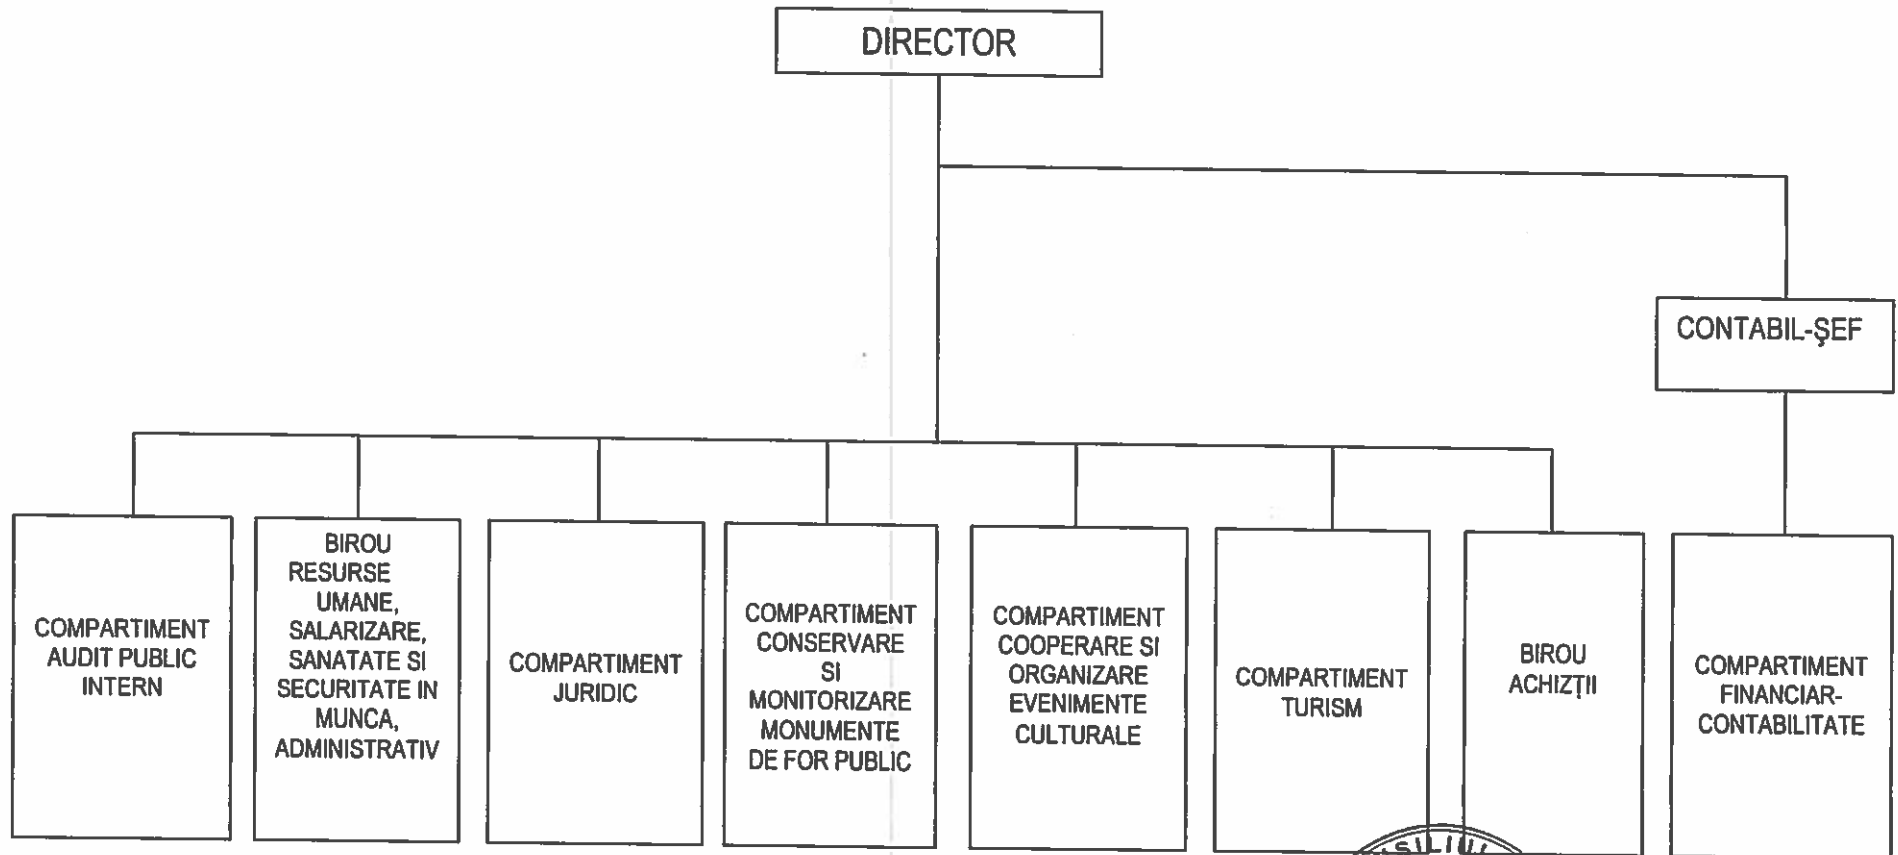 DIRECTOR
CONTABIL-ŞEF
COMPARTIMENT
AUDIT PUBLIC
INTERN
BIROU
RESURSE
UMANE,
SALARIZARE,
SANATATE SI
SECURITATE IN
MUNCA,
ADMINISTRATIV
COMPARTIMENT
JURIDIC
COMPARTIMENT
CONSERVARE
SI
MONITORIZARE
MONUMENTE
DE FOR PUBLIC
COMPARTIMENT
COOPERARE SI
ORGANIZARE
EVENIMENTE
CULTURALE
COMPARTIMENT
TURISM
BIROU
ACHIZŢII
COMPARTIMENT
FINANCIAR-
CONTABILITATE